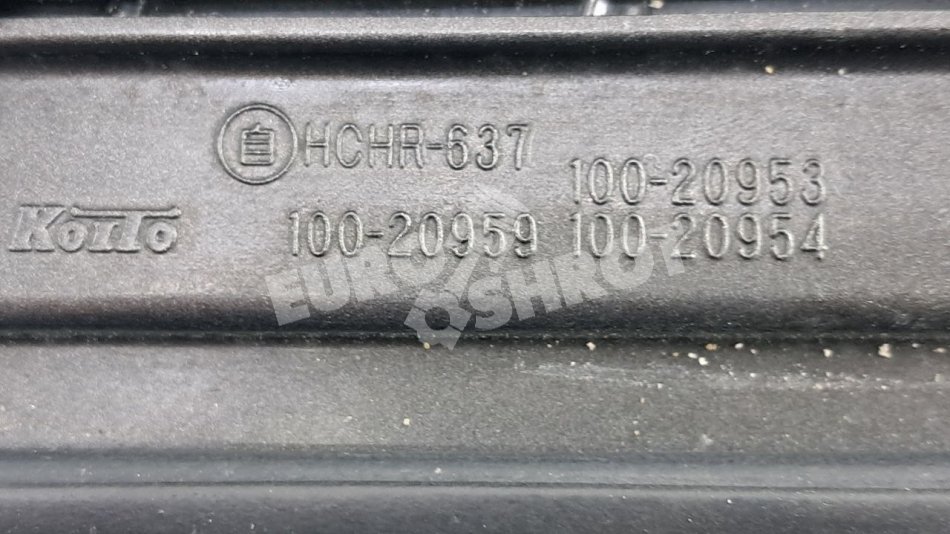 自 HCHR-637
100-20953
Koito
100-20959 100-20954
EURO SHROT